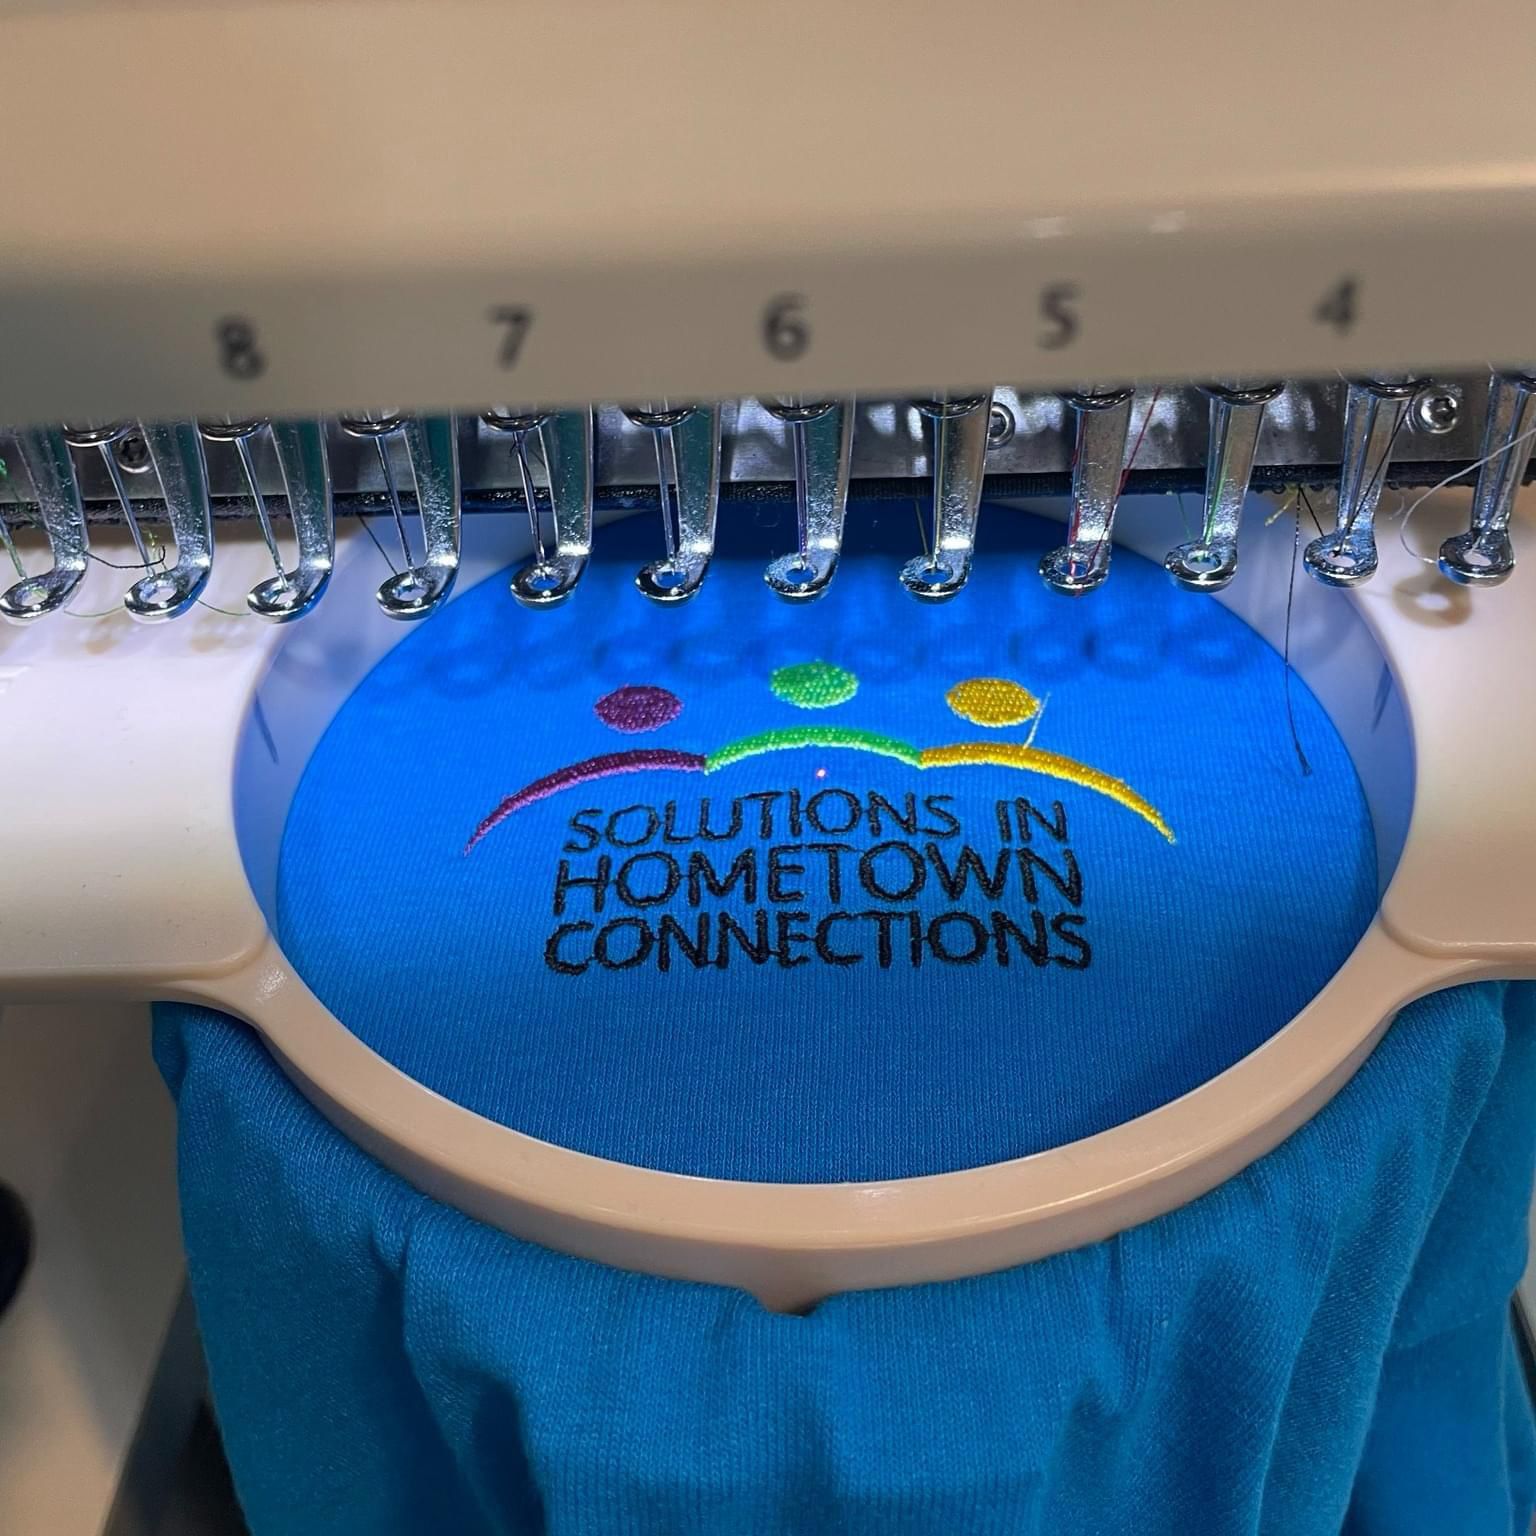 8 7 6 5 4
SOLUTIONS IN
HOMETOWN
CONNECTIONS